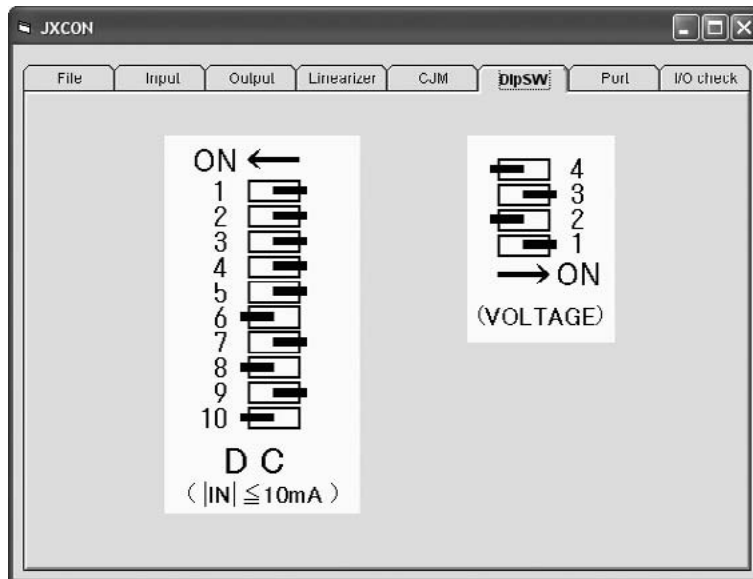 JXCON
File Input Output Linearizer CJM DipSW Port I/O check
ON ←
1
2
3
4
5
6
7
8
9
10
D C
( |IN| ≦10mA )
4
3
2
1
→ON
(VOLTAGE)